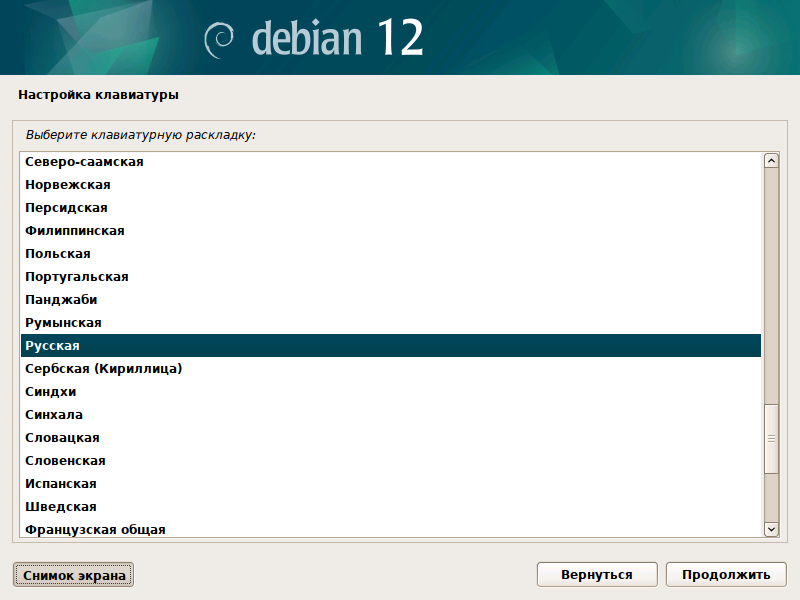 debian 12
Настройка клавиатуры
Выберите клавиатурную раскладку:
Северо-саамская
Норвежская
Персидская
Филиппинская
Польская
Португальская
Панджаби
Румынская
Русская
Сербская (Кириллица)
Синдхи
Синхала
Словацкая
Словенская
Испанская
Шведская
Французская общая
Снимок экрана Вернуться Продолжить